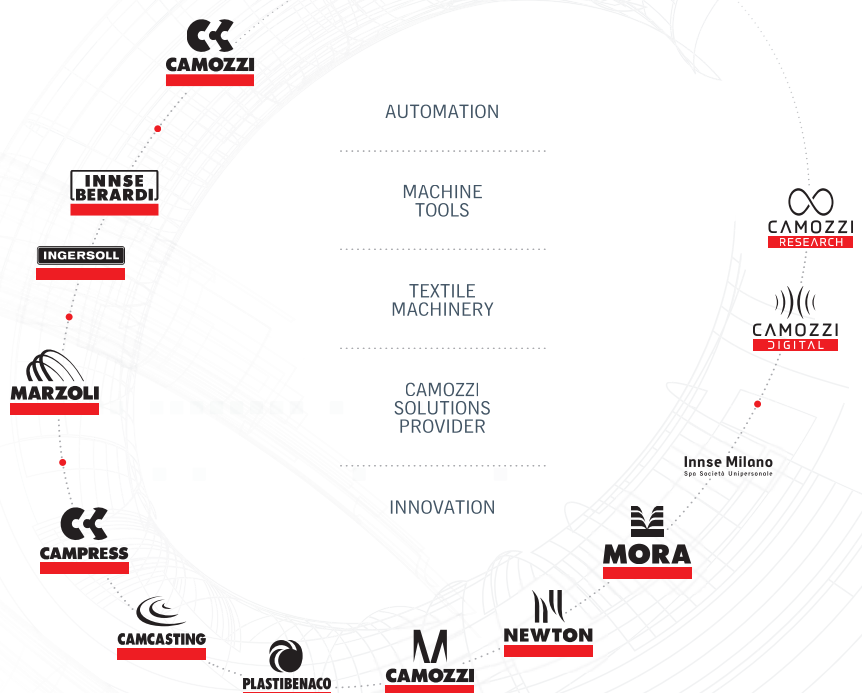 CAMOZZI
AUTOMATION
INNSE
BERARDI
MACHINE
TOOLS
CAMOZZI
RESEARCH
INGERSOLL
TEXTILE
MACHINERY
CAMOZZI
DIGITAL
MARZOLI
CAMOZZI
SOLUTIONS
PROVIDER
Innse Milano
Spa Società Unipersonale
INNOVATION
CAMPRESS
MORA
CAMCASTING
NEWTON
PLASTIBENACO
CAMOZZI